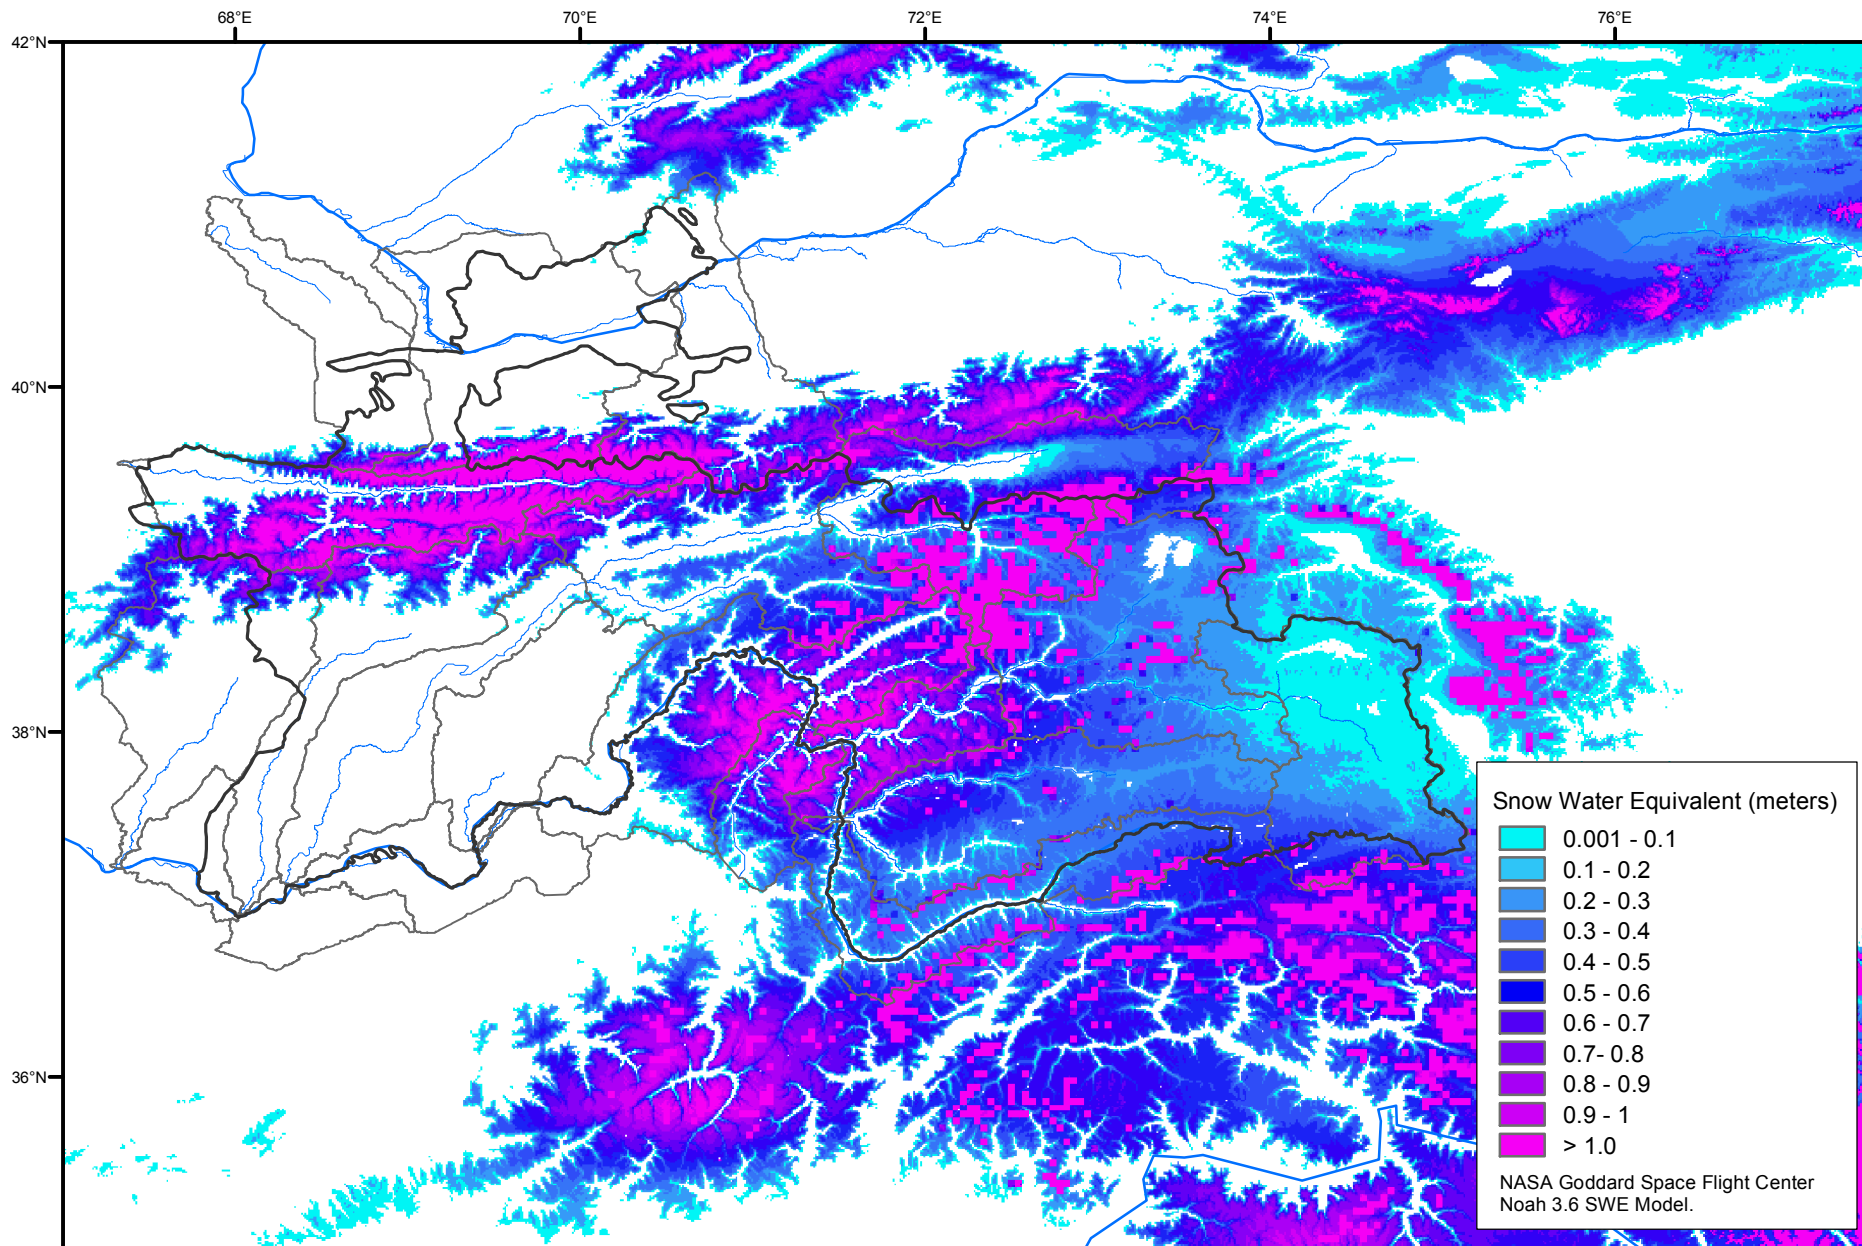 68°E 70°E 72°E 74°E 76°E
42°N
40°N
38°N
36°N
Snow Water Equivalent (meters)
0.001 - 0.1
0.1 - 0.2
0.2 - 0.3
0.3 - 0.4
0.4 - 0.5
0.5 - 0.6
0.6 - 0.7
0.7- 0.8
0.8 - 0.9
0.9 - 1
> 1.0
NASA Goddard Space Flight Center
Noah 3.6 SWE Model.